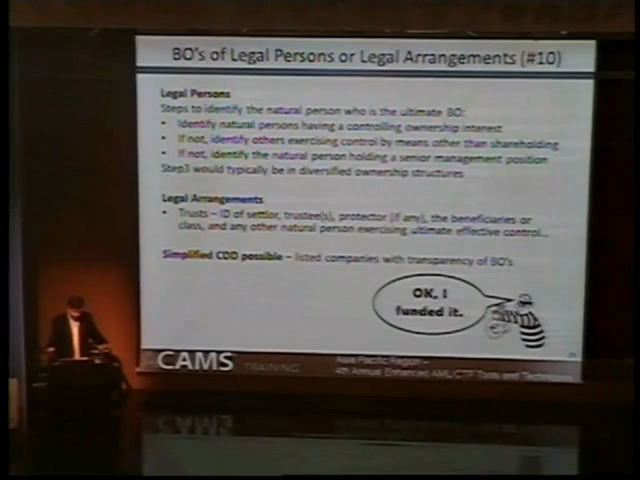 BO's of Legal Persons or Legal Arrangements (#10)
Legal Persons
Steps to identify the natural person who is the ultimate BO:
• Identify natural persons having a controlling ownership interest
• If not, identify others exercising control by means other than shareholding
• If not, identify the natural person holding a senior management position
Step3 would typically be in diversified ownership structures
Legal Arrangements
• Trusts – ID of settlor, trustee(s), protector (if any), the beneficiaries or
class, and any other natural person exercising ultimate effective control...
Simplified CDD possible – listed companies with transparency of BO's
OK, I
funded it.
ACAMS TRAINING
Asia Pacific Region –
4th Annual Enhanced AML/CTF Tools and Techniques